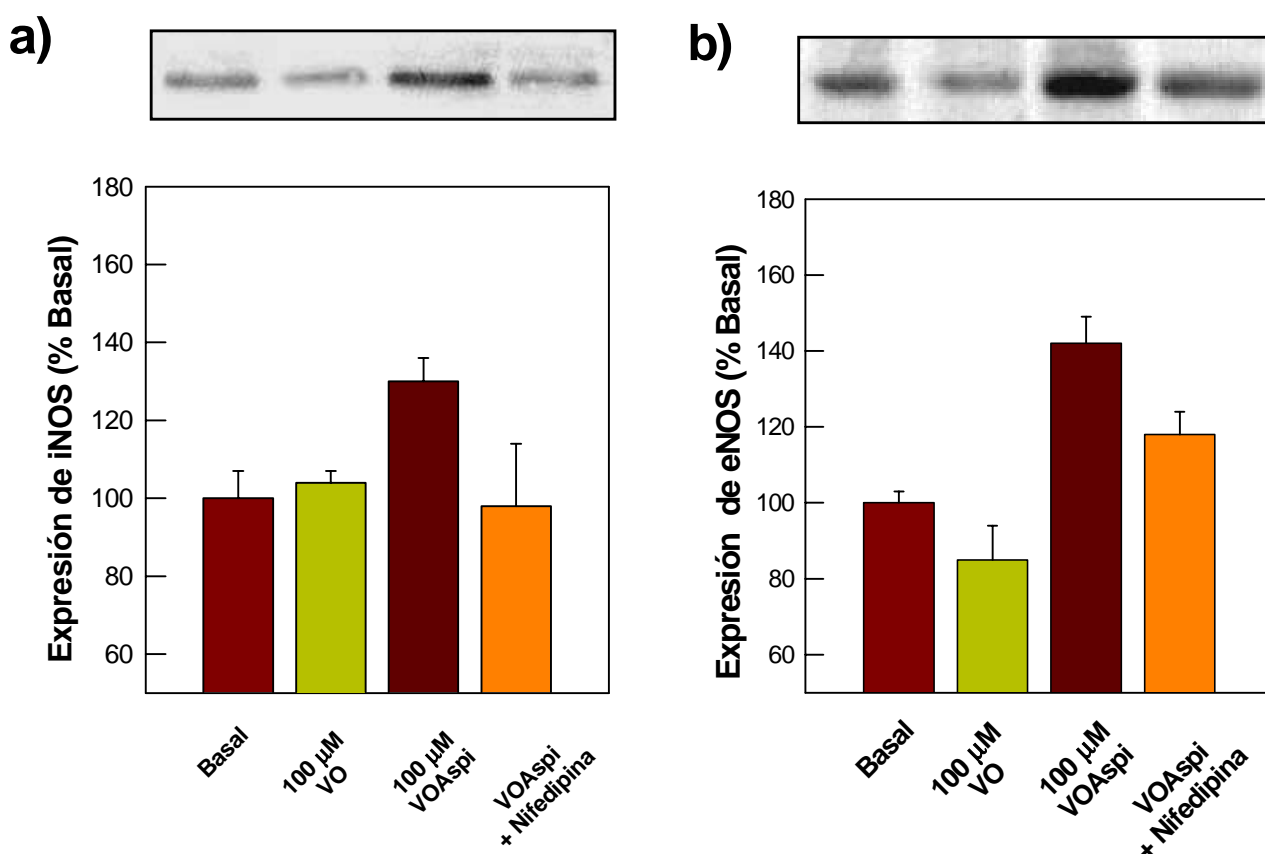 a)
180
160
140
120
100
80
60
Expresión de iNOS (% Basal)
Basal
100 μM
VO
100 μM
VOAspi
VOAspi
+ Nifedipina
b)
180
160
140
120
100
80
60
Expresión de eNOS (% Basal)
Basal
100 μM
VO
100 μM
VOAspi
VOAspi
+ Nifedipina